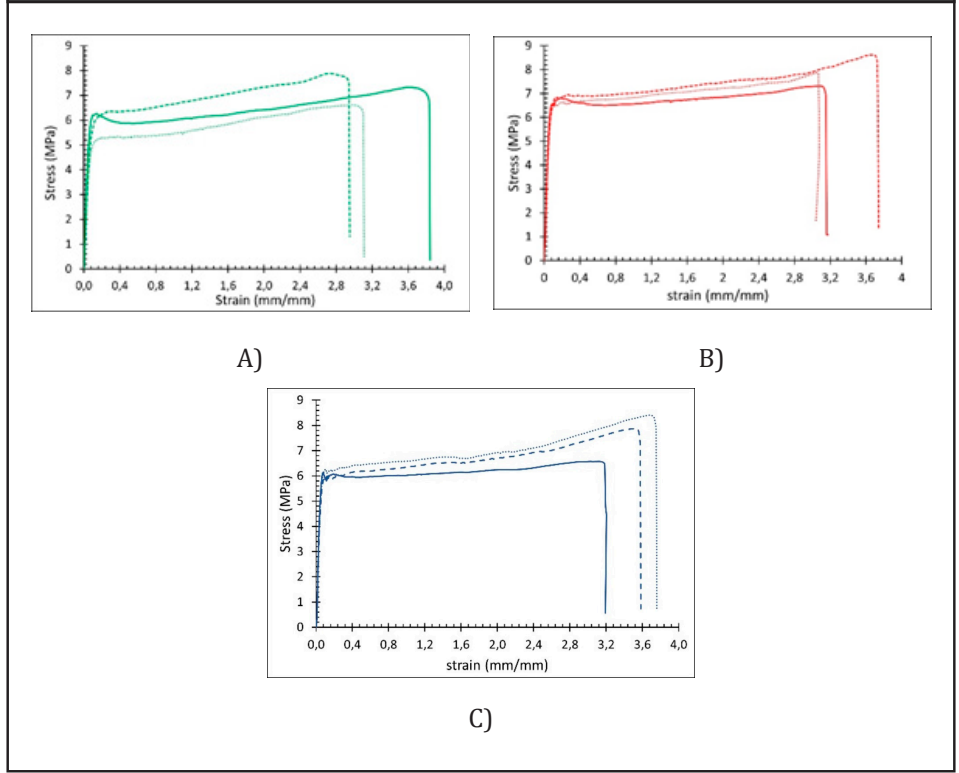 9
8
7
6
5
4
3
2
1
0
Stress (MPa)
0,0 0,4 0,8 1,2 1,6 2,0 2,4 2,8 3,2 3,6 4,0
Strain (mm/mm)
A)
9
8
7
6
5
4
3
2
1
0
Stress (MPa)
0 0,4 0,8 1,2 1,6 2 2,4 2,8 3,2 3,6 4
strain (mm/mm)
B)
9
8
7
6
5
4
3
2
1
0
Stress (MPa)
0,0 0,4 0,8 1,2 1,6 2,0 2,4 2,8 3,2 3,6 4,0
strain (mm/mm)
C)